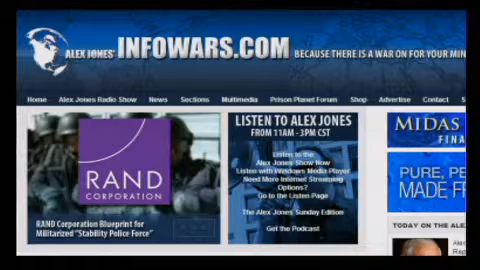 ALEX JONES' INFOWARS.COM BECAUSE THERE IS A WAR ON FOR YOUR MIN
Home Alex Jones Radio Show News Sections Multimedia Prison Planet Forum Shop Advertise Contact S
RAND
CORPORATION
RAND Corporation Blueprint for
Militarized "Stability Police Force"
LISTEN TO ALEX JONES
FROM 11AM - 3PM CST
Listen to the
Alex Jones Show Now
Listen with Windows Media Player
Need More Internet Streaming
Options?
Go to the Listen Page
The Alex Jones Sunday Edition
Get the Podcast
MIDAS
FINA
PURE, PE
MADE F
TODAY ON THE ALE
Alex